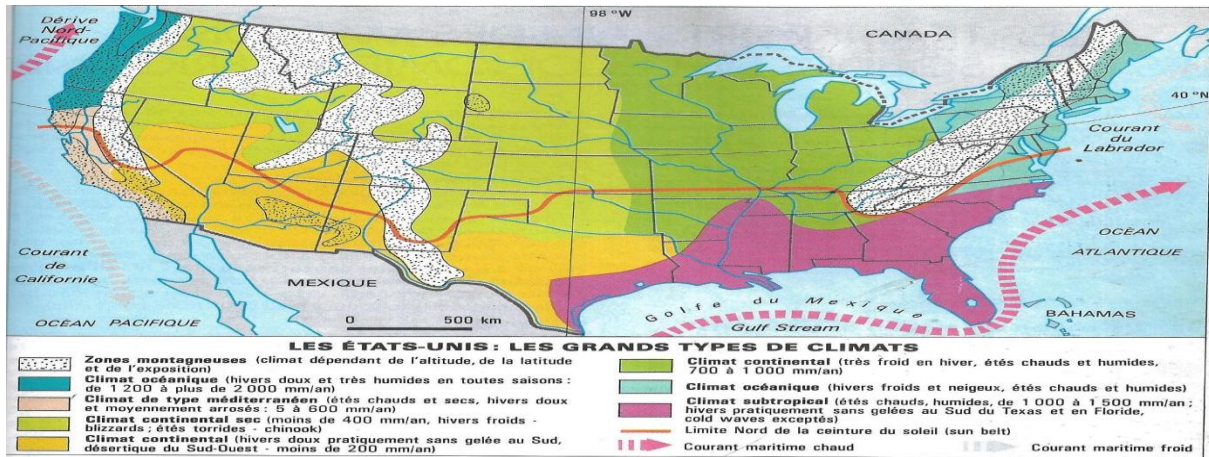 Dérive
Nord-
Pacifique
98 °W
CANADA
40 °N
Courant
du
Labrador
Courant
de
Californie
MEXIQUE
OCÉAN
ATLANTIQUE
OCÉAN PACIFIQUE
0 500 km
Golfe du Mexique
Gulf Stream
BAHAMAS
LES ÉTATS-UNIS : LES GRANDS TYPES DE CLIMATS
Zones montagneuses (climat dépendant de l'altitude, de la latitude
et de l'exposition)
Climat océanique (hivers doux et très humides en toutes saisons :
de 1 200 à plus de 2 000 mm/an)
Climat de type méditerranéen (étés chauds et secs, hivers doux
et moyennement arrosés : 5 à 600 mm/an)
Climat continental sec (moins de 400 mm/an, hivers froids -
blizzards ; étés torrides - chinook)
Climat continental (hivers doux pratiquement sans gelée au Sud,
désertique du Sud-Ouest - moins de 200 mm/an)
Climat continental (très froid en hiver, étés chauds et humides,
700 à 1 000 mm/an)
Climat océanique (hivers froids et neigeux, étés chauds et humides)
Climat subtropical (étés chauds, humides, de 1 000 à 1 500 mm/an ;
hivers pratiquement sans gelées au Sud du Texas et en Floride,
cold waves exceptés)
Limite Nord de la ceinture du soleil (sun belt)
Courant maritime chaud
Courant maritime froid